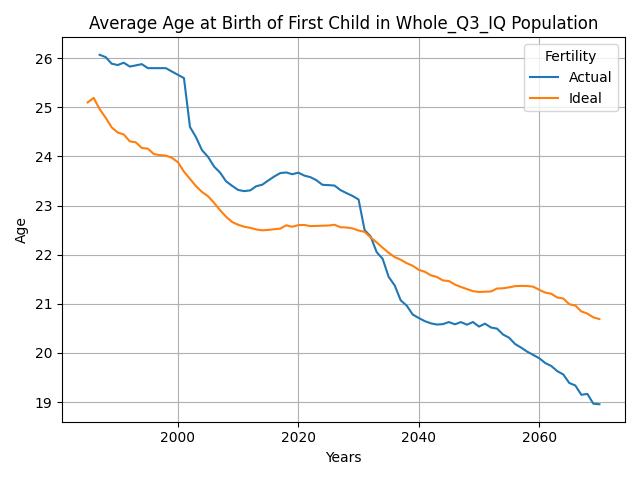 Average Age at Birth of First Child in Whole_Q3_IQ Population
Fertility
Actual
Ideal
Age
26
25
24
23
22
21
20
19
2000
2020
2040
2060
Years